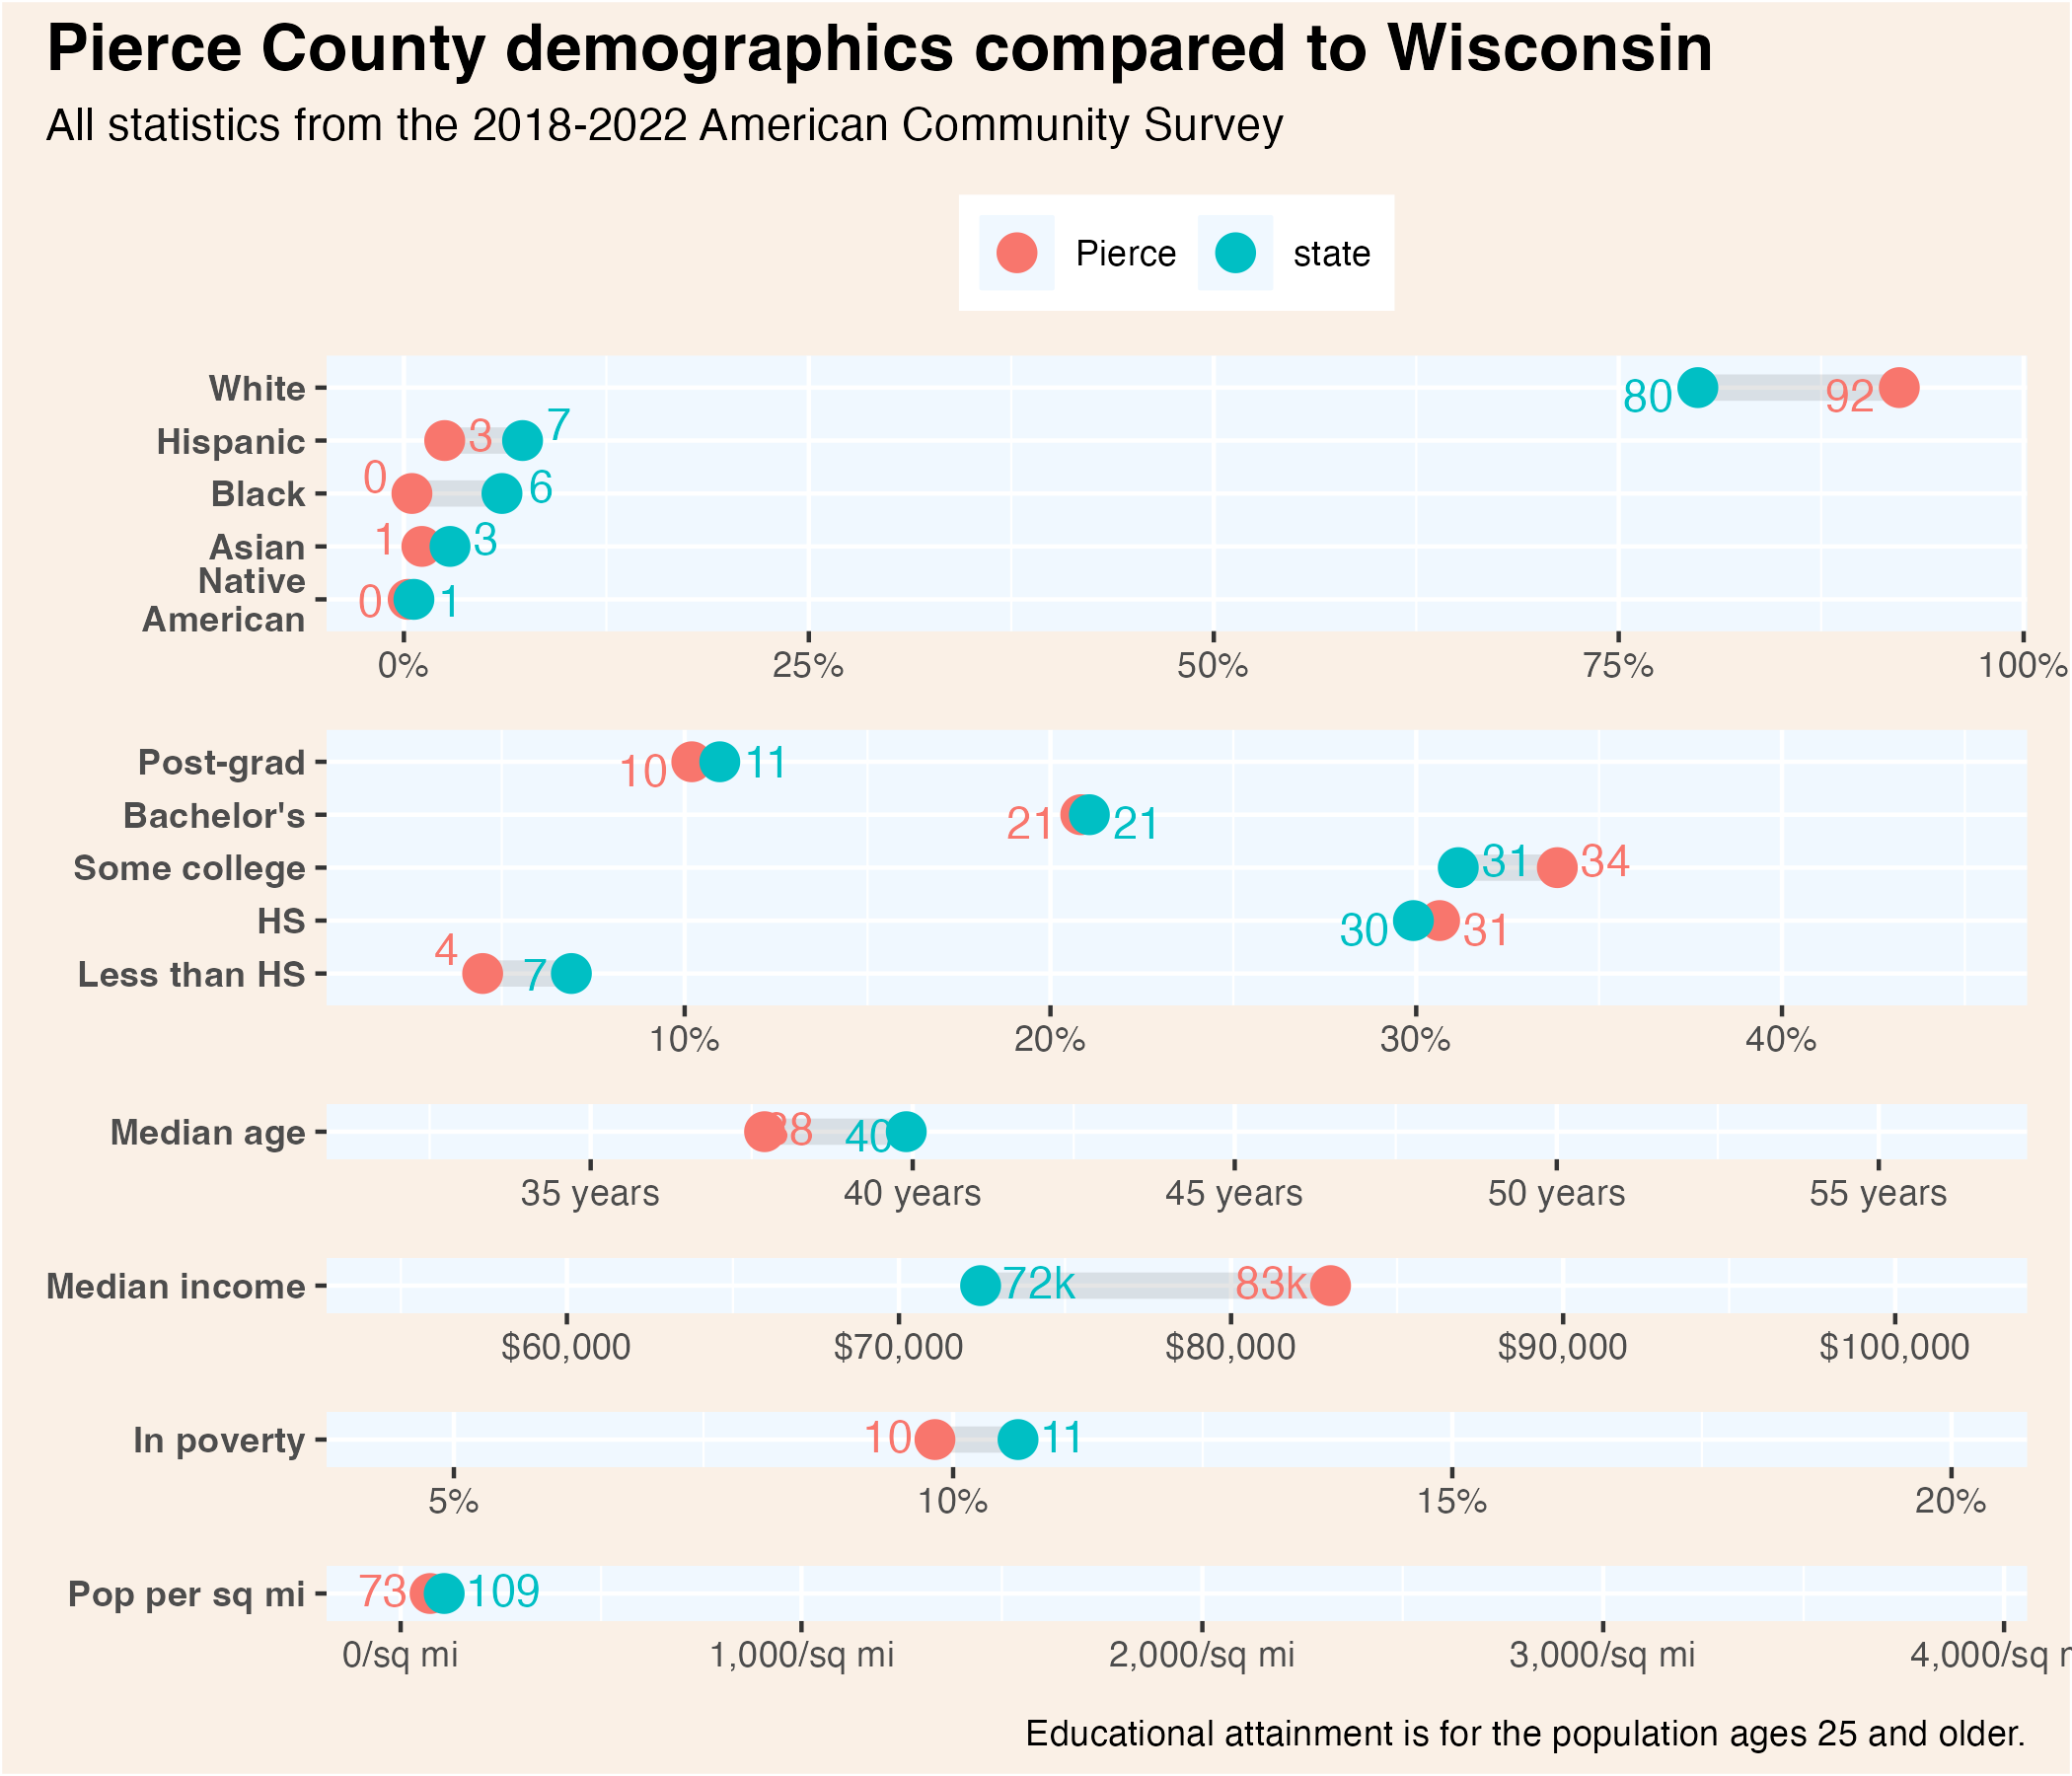 Pierce County demographics compared to Wisconsin
All statistics from the 2018-2022 American Community Survey
Pierce state
White 80 92
Hispanic 3 7
Black 0 6
Asian 1 3
Native
American 0 1
0% 25% 50% 75% 100%
Post-grad 10 11
Bachelor's 21 21
Some college 31 34
HS 30 31
Less than HS 4 7
10% 20% 30% 40%
Median age 38 40
35 years 40 years 45 years 50 years 55 years
Median income 72k 83k
$60,000 $70,000 $80,000 $90,000 $100,000
In poverty 10 11
5% 10% 15% 20%
Pop per sq mi 73 109
0/sq mi 1,000/sq mi 2,000/sq mi 3,000/sq mi 4,000/sq
Educational attainment is for the population ages 25 and older.